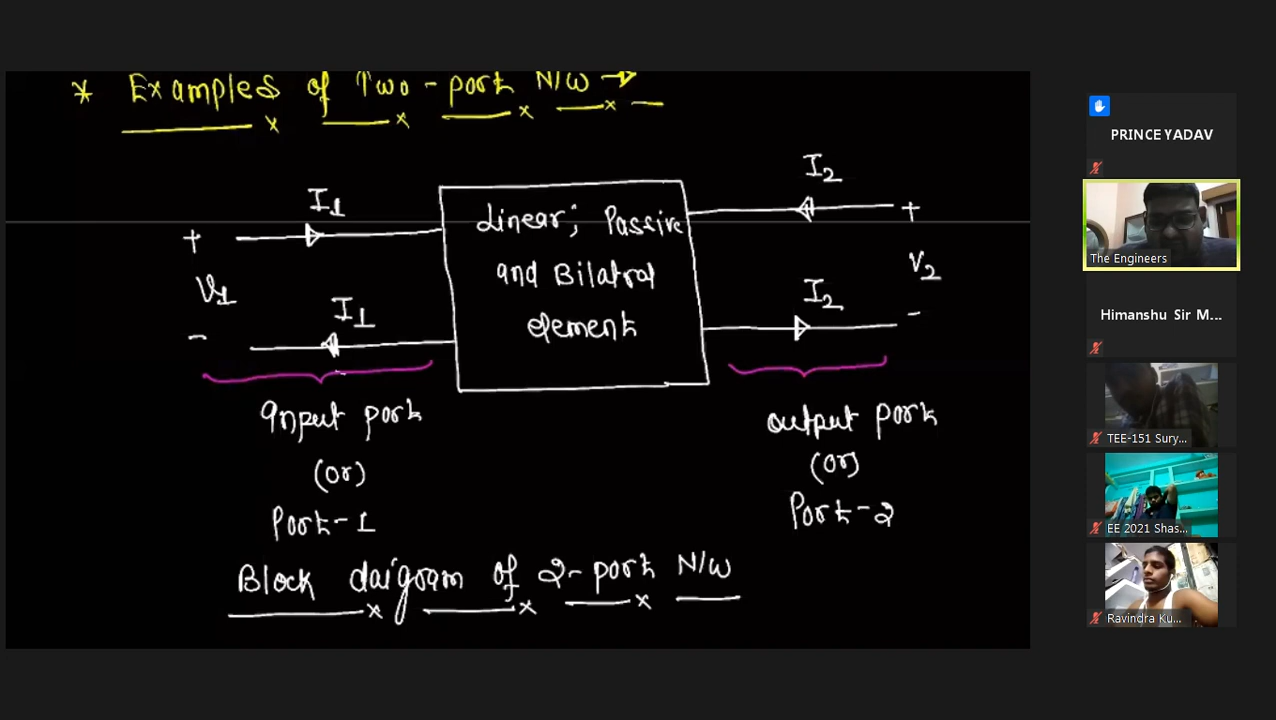 * Examples of Two-port N/W →
I1
I2
+
+
Linear; Passive
V1
and Bilatral
V2
I1
I2
element
-
-
Input port
output port
(or)
(or)
Port-1
Port-2
Block daigram of 2-port N/W
PRINCE YADAV
The Engineers
Himanshu Sir M...
TEE-151 Sury...
EE 2021 Shas...
Ravindra Ku...